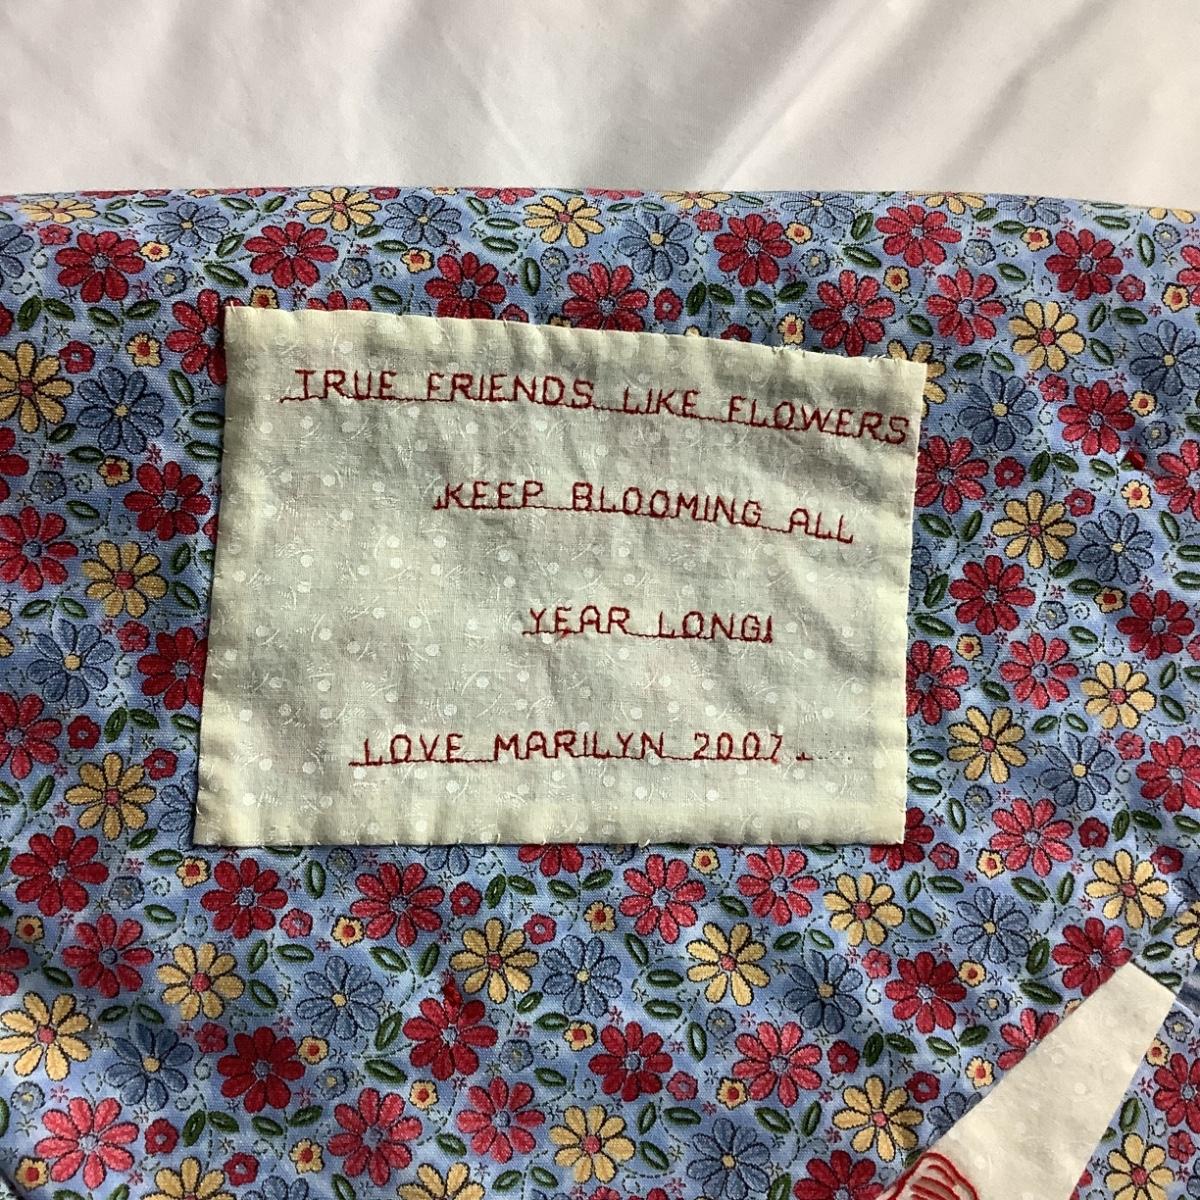 TRUE FRIENDS LIKE FLOWERS
KEEP BLOOMING ALL
YEAR LONG!
LOVE MARILYN 2007.